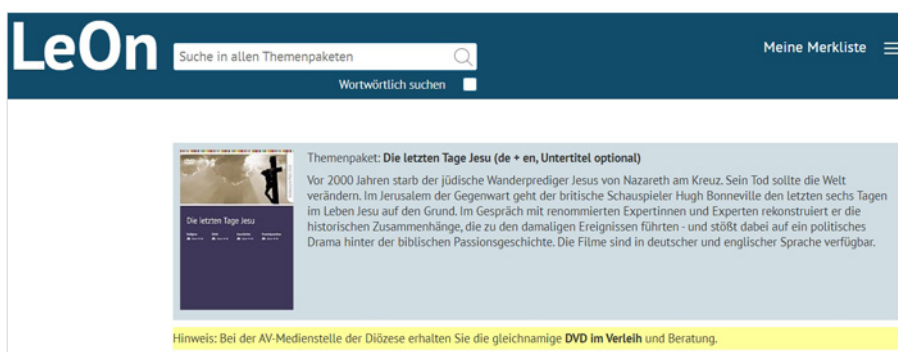 LeOn
Suche in allen Themenpaketen
Meine Merkliste
Wortwörtlich suchen
Themenpaket: Die letzten Tage Jesu (de + en, Untertitel optional)
Vor 2000 Jahren starb der jüdische Wanderprediger Jesus von Nazareth am Kreuz. Sein Tod sollte die Welt
verändern. Im Jerusalem der Gegenwart geht der britische Schauspieler Hugh Bonneville den letzten sechs Tagen
im Leben Jesu auf den Grund. Im Gespräch mit renommierten Expertinnen und Experten rekonstruiert er die
historischen Zusammenhänge, die zu den damaligen Ereignissen führten - und stößt dabei auf ein politisches
Drama hinter der biblischen Passionsgeschichte. Die Filme sind in deutscher und englischer Sprache verfügbar.
Die letzten Tage Jesu
Hinweis: Bei der AV-Medienstelle der Diözese erhalten Sie die gleichnamige DVD im Verleih und Beratung.